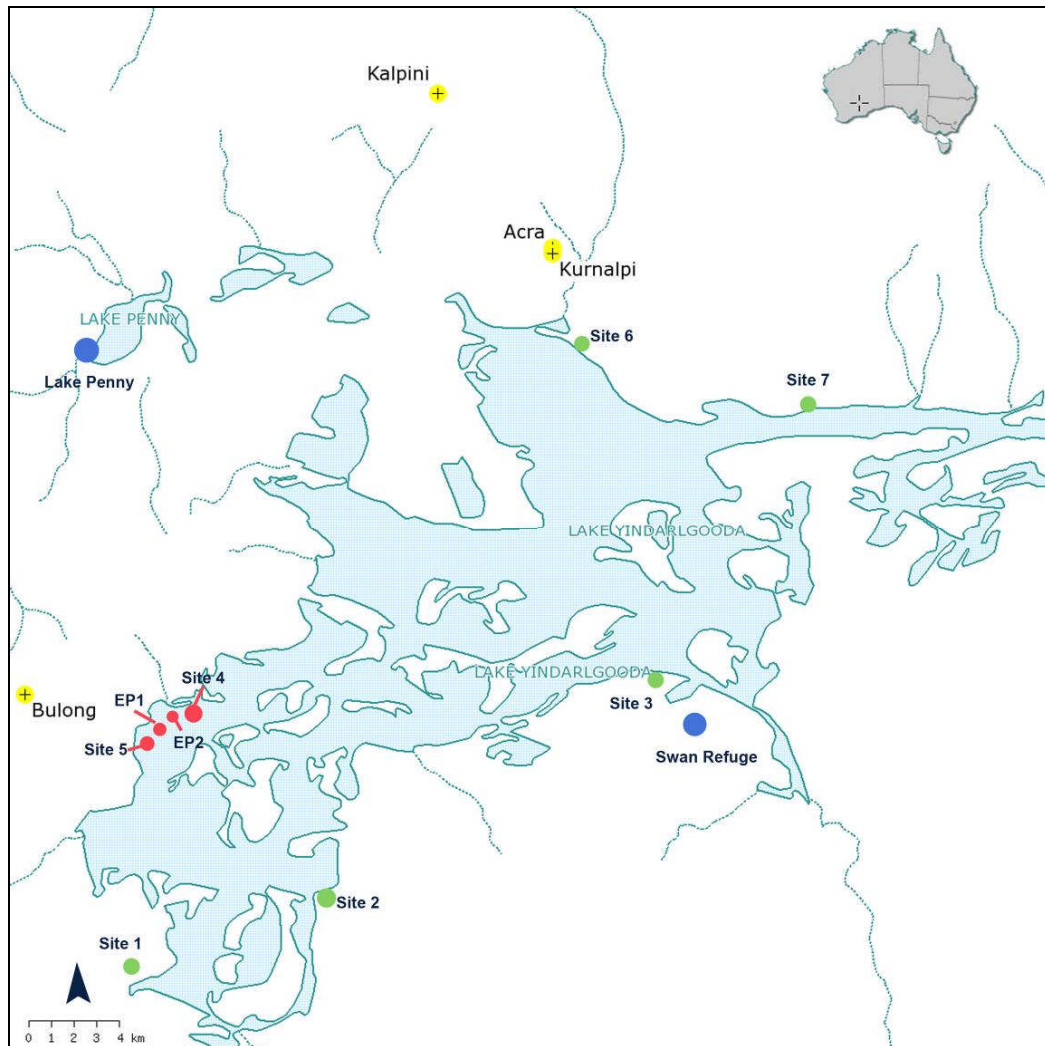 Kalpini
Acra
Kurnalpi
LAKE PENNY
Site 6
Lake Penny
Site 7
LAKE YINDARLGOODA
LAKE YINDARLGOODA
Site 4
Site 3
EP1
Bulong
EP2
Site 5
Swan Refuge
Site 2
Site 1
0 1 2 3 4 km